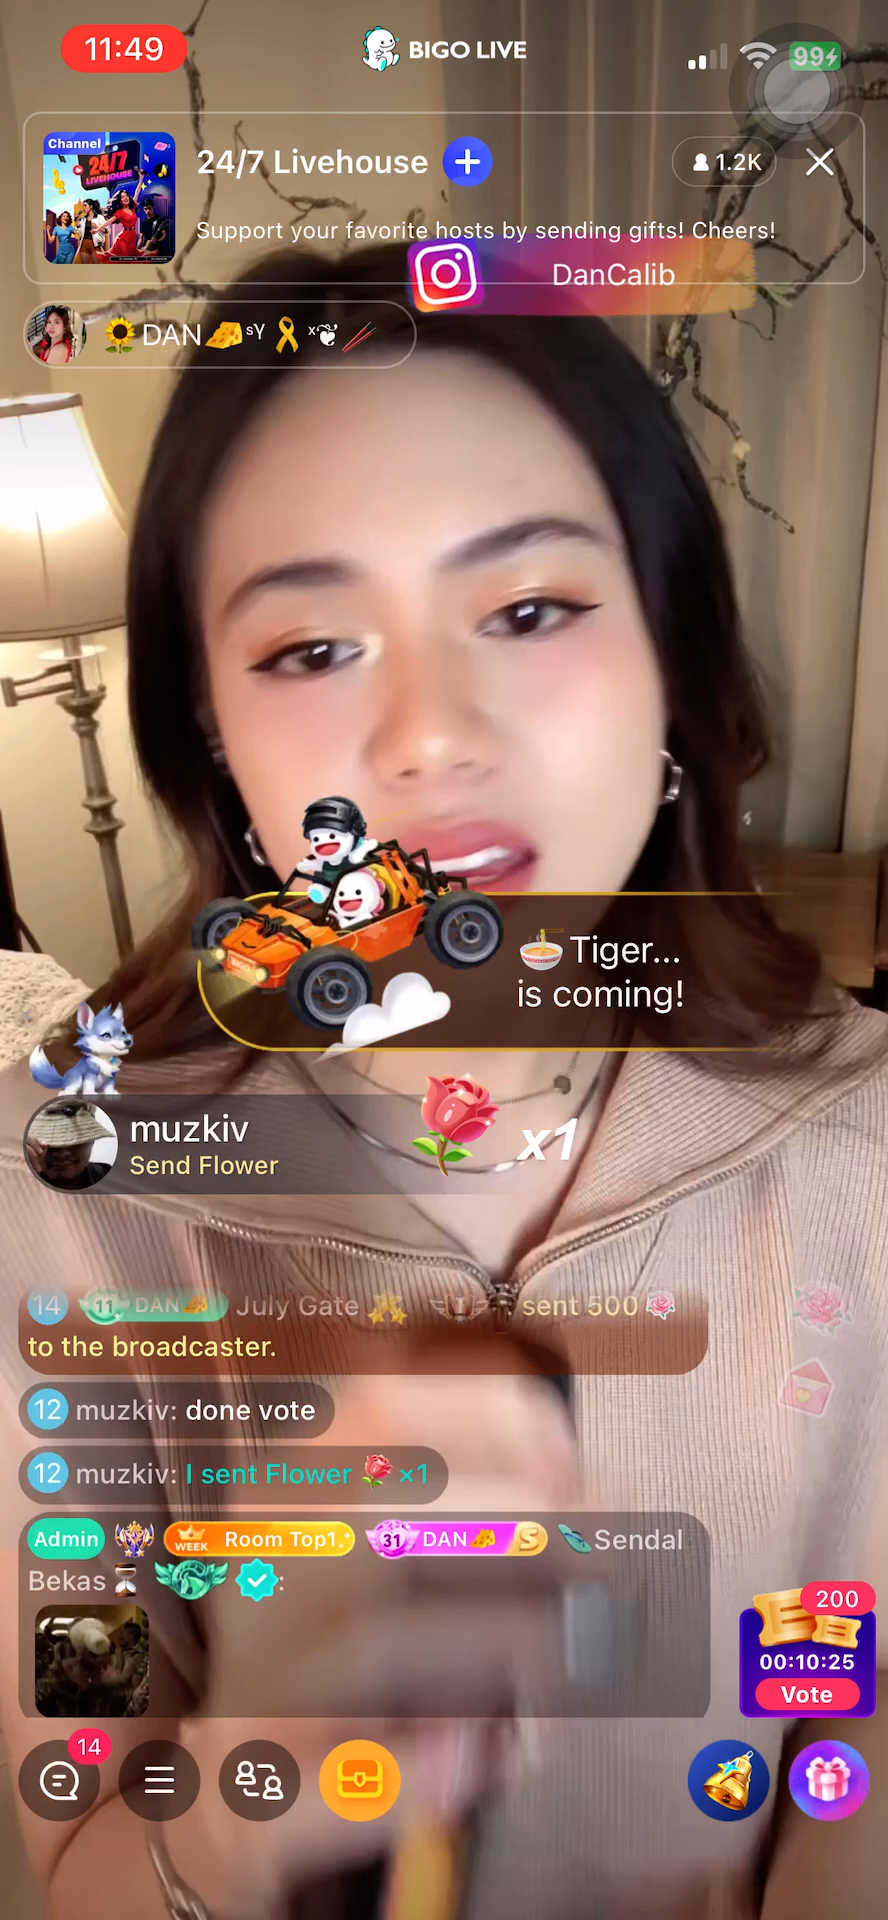 11:49
BIGO LIVE
99
Channel
24/7
LIVEHOUSE
24/7 Livehouse
1.2K
Support your favorite hosts by sending gifts! Cheers!
DanCalib
🌻DAN🧀ˢʸ🎗️ˣ❦🥢
BIGO
🍜Tiger...
is coming!
muzkiv
Send Flower
x1
14 11 DAN🧀 July Gate sent 500
to the broadcaster.
12 muzkiv: done vote
12 muzkiv: I sent Flower 🌹 x1
Admin WEEK Room Top1 31 DAN🧀 S 🩴Sendal
Bekas⏳ :
200
00:10:25
Vote
14